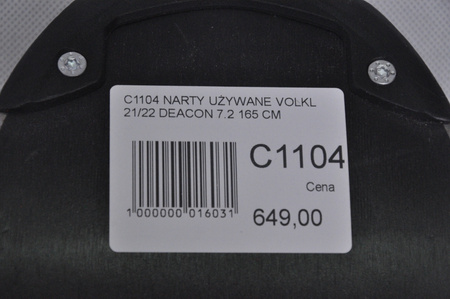 C1104 NARTY UŻYWANE VOLKL
21/22 DEACON 7.2 165 CM
C1104
Cena
649,00
1 000000 016031